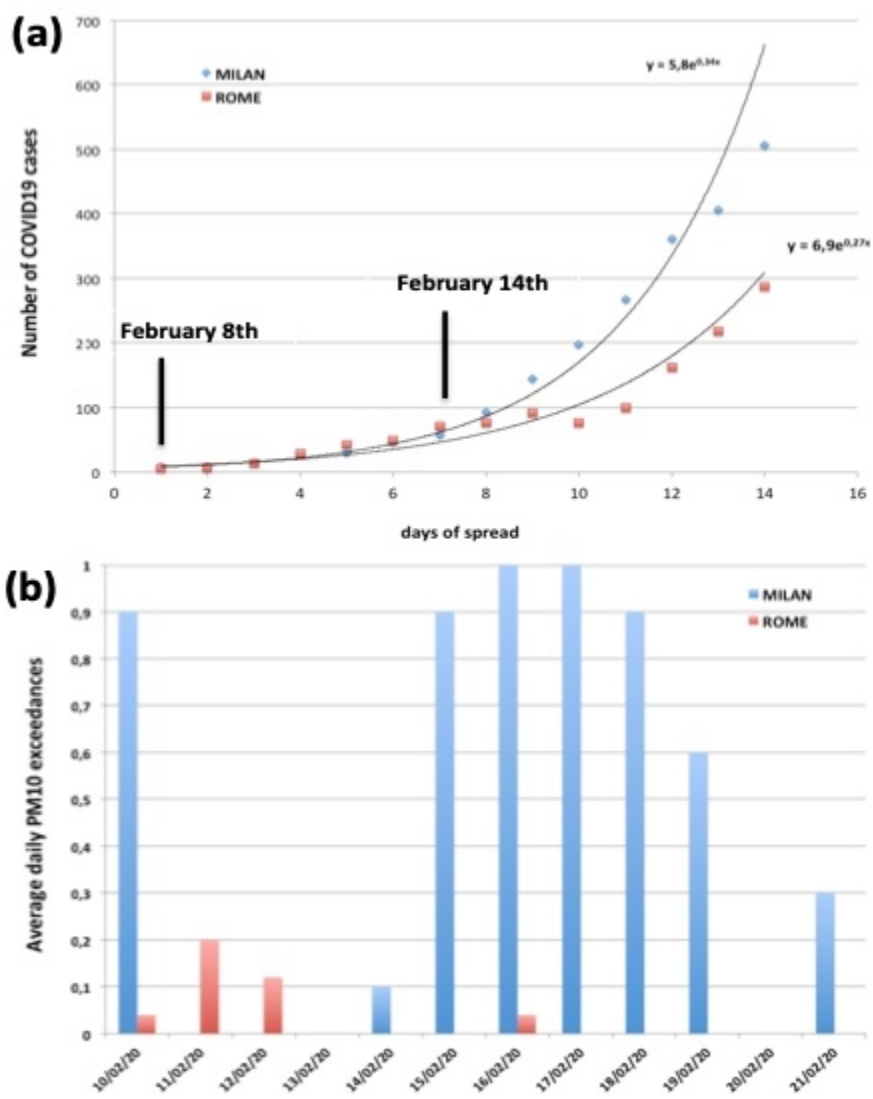 (a)
700
600
500
400
300
200
100
0
Number of COVID19 cases
MILAN
ROME
y = 5,8e^0,34x
y = 6,9e^0,27x
February 14th
February 8th
0 2 4 6 8 10 12 14 16
days of spread
(b)
1
0,9
0,8
0,7
0,6
0,5
0,4
0,3
0,2
0,1
0
Average daily PM10 exceedances
MILAN
ROME
10/02/20 11/02/20 12/02/20 13/02/20 14/02/20 15/02/20 16/02/20 17/02/20 18/02/20 19/02/20 20/02/20 21/02/20